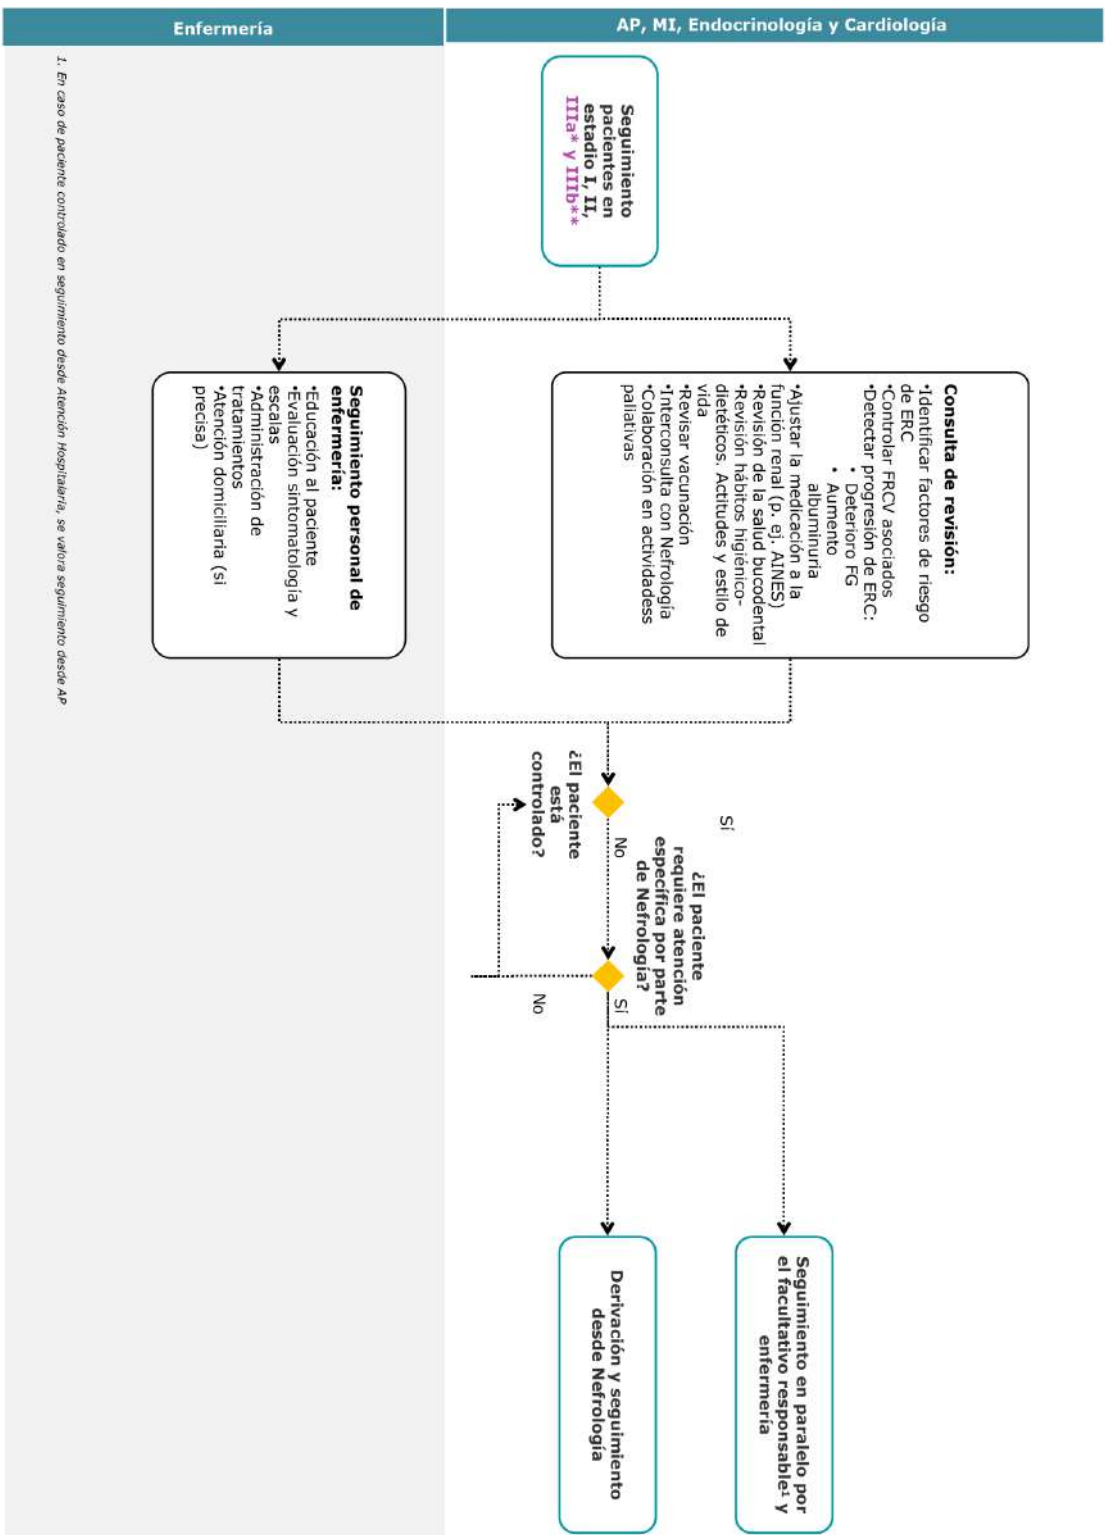 Enfermería
AP, MI, Endocrinología y Cardiología
Seguimiento
pacientes en
estadio I, II,
IIIa* y IIIb**
Consulta de revisión:
•Identificar factores de riesgo
de ERC
•Controlar FRCV asociados
•Detectar progresión de ERC:
• Deterioro FG
• Aumento
albuminuria
•Ajustar la medicación a la
función renal (p. ej. AINES)
•Revisión de la salud bucodental
•Revisión hábitos higiénico-
dietéticos. Actitudes y estilo de
vida
•Revisar vacunación
•Interconsulta con Nefrología
•Colaboración en actividadess
paliativas
Seguimiento personal de
enfermería:
•Educación al paciente
•Evaluación sintomatología y
escalas
•Administración de
tratamientos
•Atención domiciliaria (si
precisa)
¿El paciente
está
controlado?
Sí
No
¿El paciente
requiere atención
específica por parte
de Nefrología?
Sí
No
Seguimiento en paralelo por
el facultativo responsable¹ y
enfermería
Derivación y seguimiento
desde Nefrología
1. En caso de paciente controlado en seguimiento desde Atención Hospitalaria, se valora seguimiento desde AP